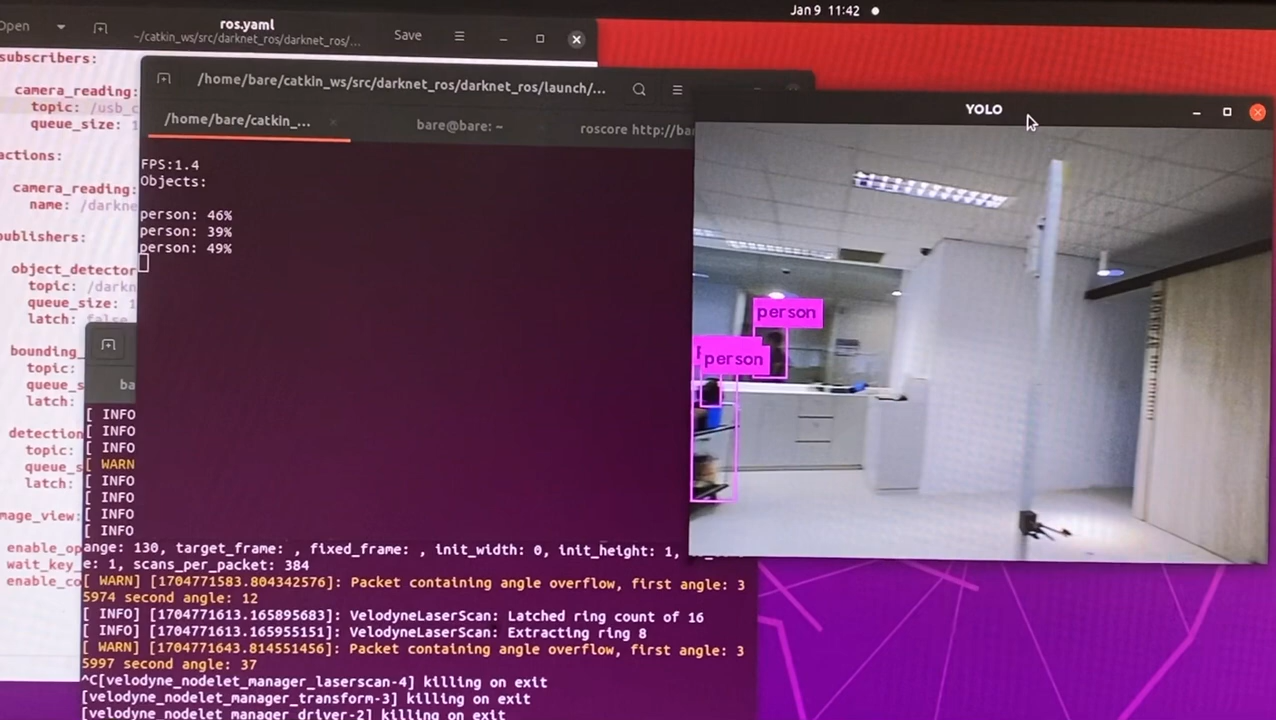 Jan 9 11:42
Open
ros.yaml
~/catkin_ws/src/darknet_ros/darknet_ros/...
Save
subscribers:
camera_reading:
topic: /usb_c
queue_size: 1
actions:
camera_reading:
name: /darkne
publishers:
object_detector
topic: /darkn
queue_size: 1
latch: false
bounding_
topic:
queue_s
latch:
detection
topic:
queue_s
latch:
image_view:
enable_op
wait_key_
enable_co
/home/bare/catkin_ws/src/darknet_ros/darknet_ros/launch/...
/home/bare/catkin_...
bare@bare: ~
roscore http://bar
FPS:1.4
Objects:
person: 46%
person: 39%
person: 49%
YOLO
person
person
ba
[ INFO
[ INFO
[ INFO
[ WARN
[ INFO
[ INFO
[ INFO
[ INFO
ange: 130, target_frame: , fixed_frame: , init_width: 0, init_height: 1,
e: 1, scans_per_packet: 384
[ WARN] [1704771583.804342576]: Packet containing angle overflow, first angle: 3
5974 second angle: 12
[ INFO] [1704771613.165895683]: VelodyneLaserScan: Latched ring count of 16
[ INFO] [1704771613.165955151]: VelodyneLaserScan: Extracting ring 8
[ WARN] [1704771643.814551456]: Packet containing angle overflow, first angle: 3
5997 second angle: 37
^C[velodyne_nodelet_manager_laserscan-4] killing on exit
[velodyne_nodelet_manager_transform-3] killing on exit
[velodyne_nodelet_manager_driver-2] killing on exit